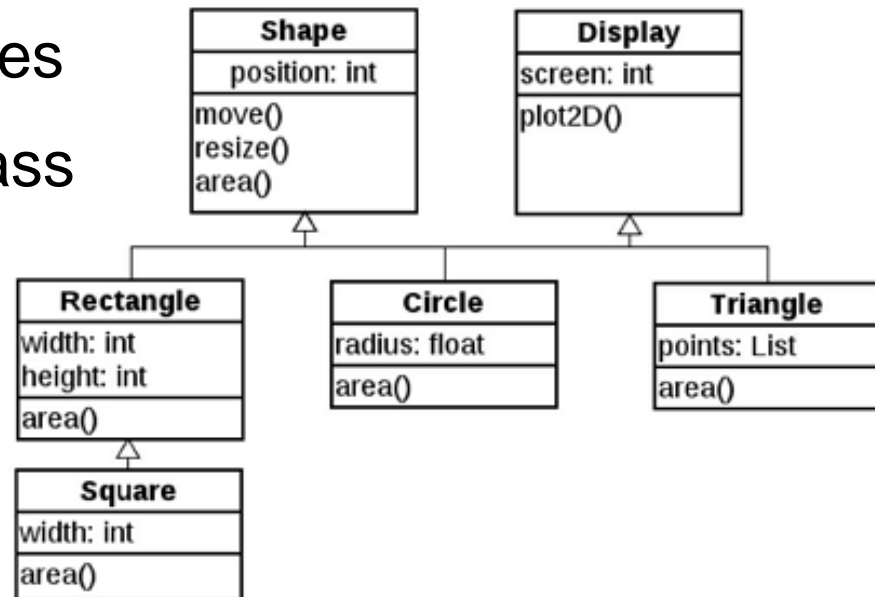 es
ass
Shape
position: int
move()
resize()
area()
Display
screen: int
plot2D()
Rectangle
width: int
height: int
area()
Circle
radius: float
area()
Triangle
points: List
area()
Square
width: int
area()